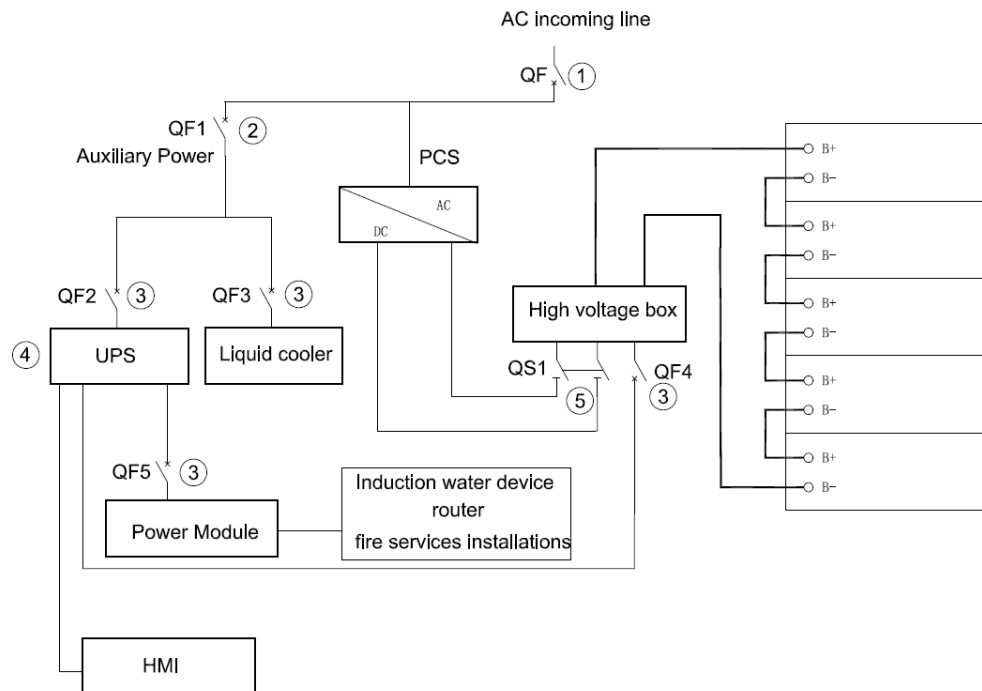 AC incoming line
QF ①
QF1 ②
Auxiliary Power
PCS
AC
DC
B+
B-
B+
B-
B+
B-
B+
B-
B+
B-
QF2 ③
QF3 ③
High voltage box
④ UPS
Liquid cooler
QS1 ⑤
QF4
③
QF5 ③
Power Module
Induction water device
router
fire services installations
HMI